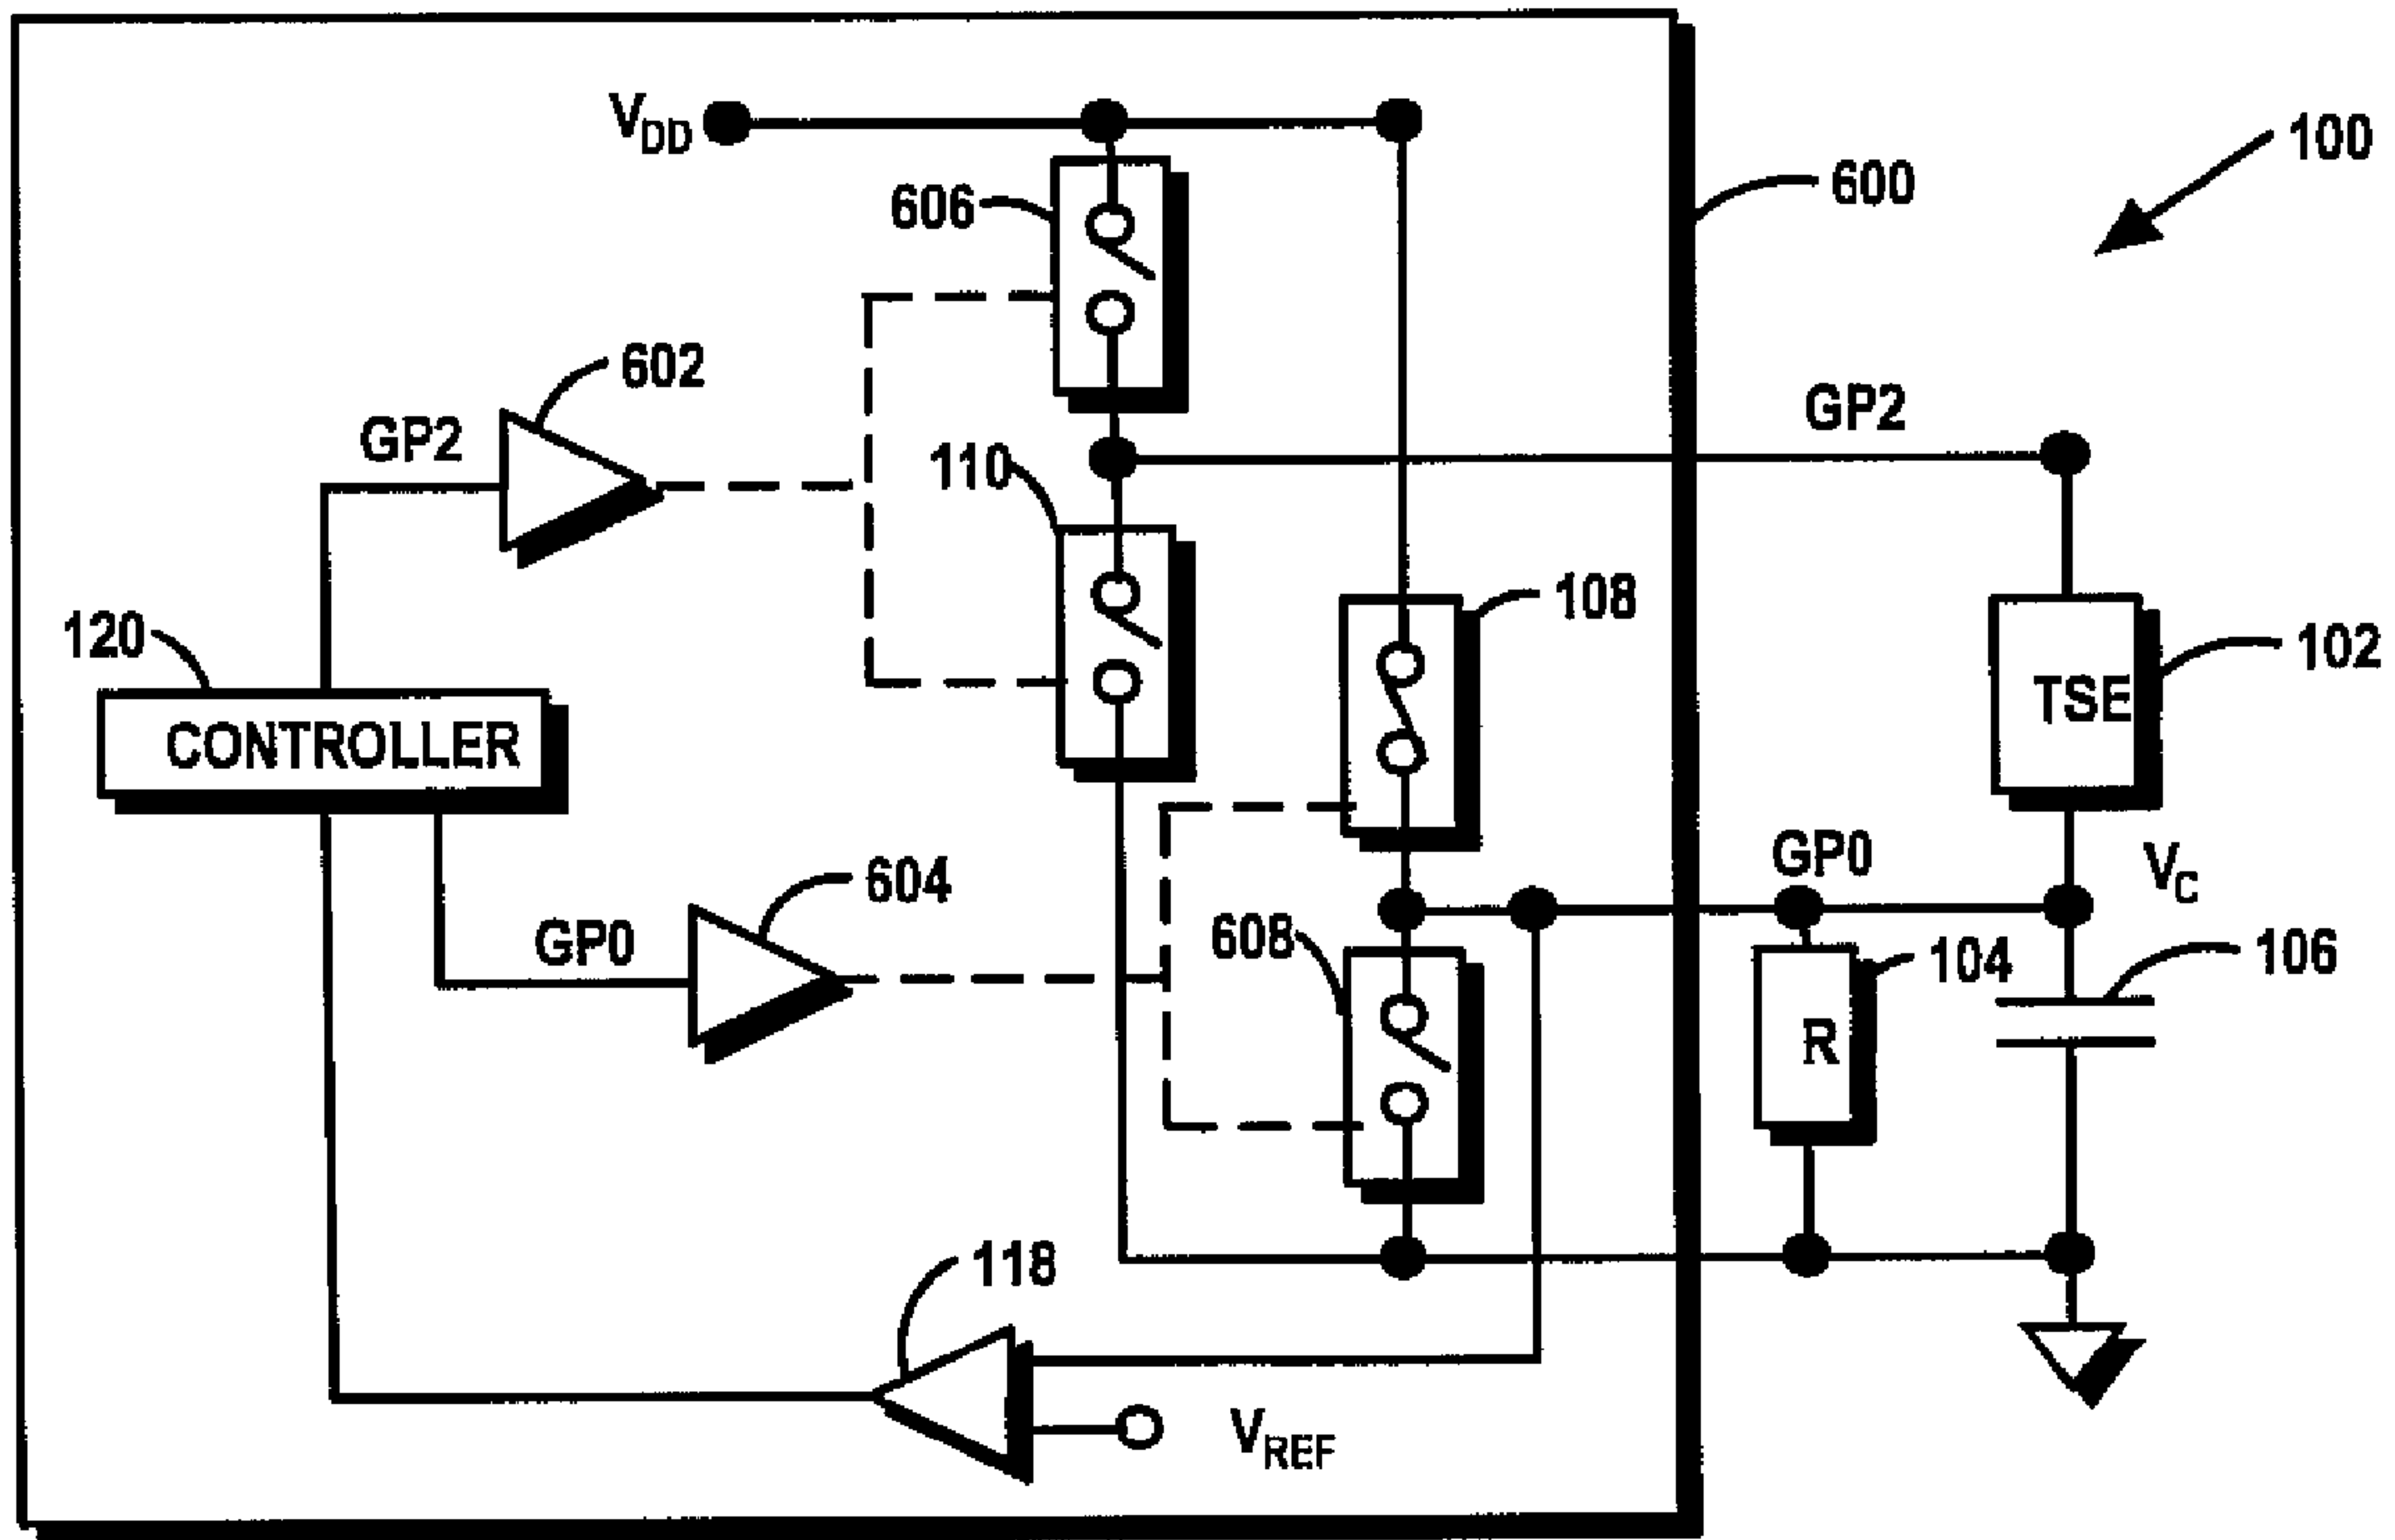 V_DD
100
600
606
602
GP2
GP2
110
108
120
102
TSE
CONTROLLER
GP0
V_C
604
GP0
608
104
106
R
118
V_REF